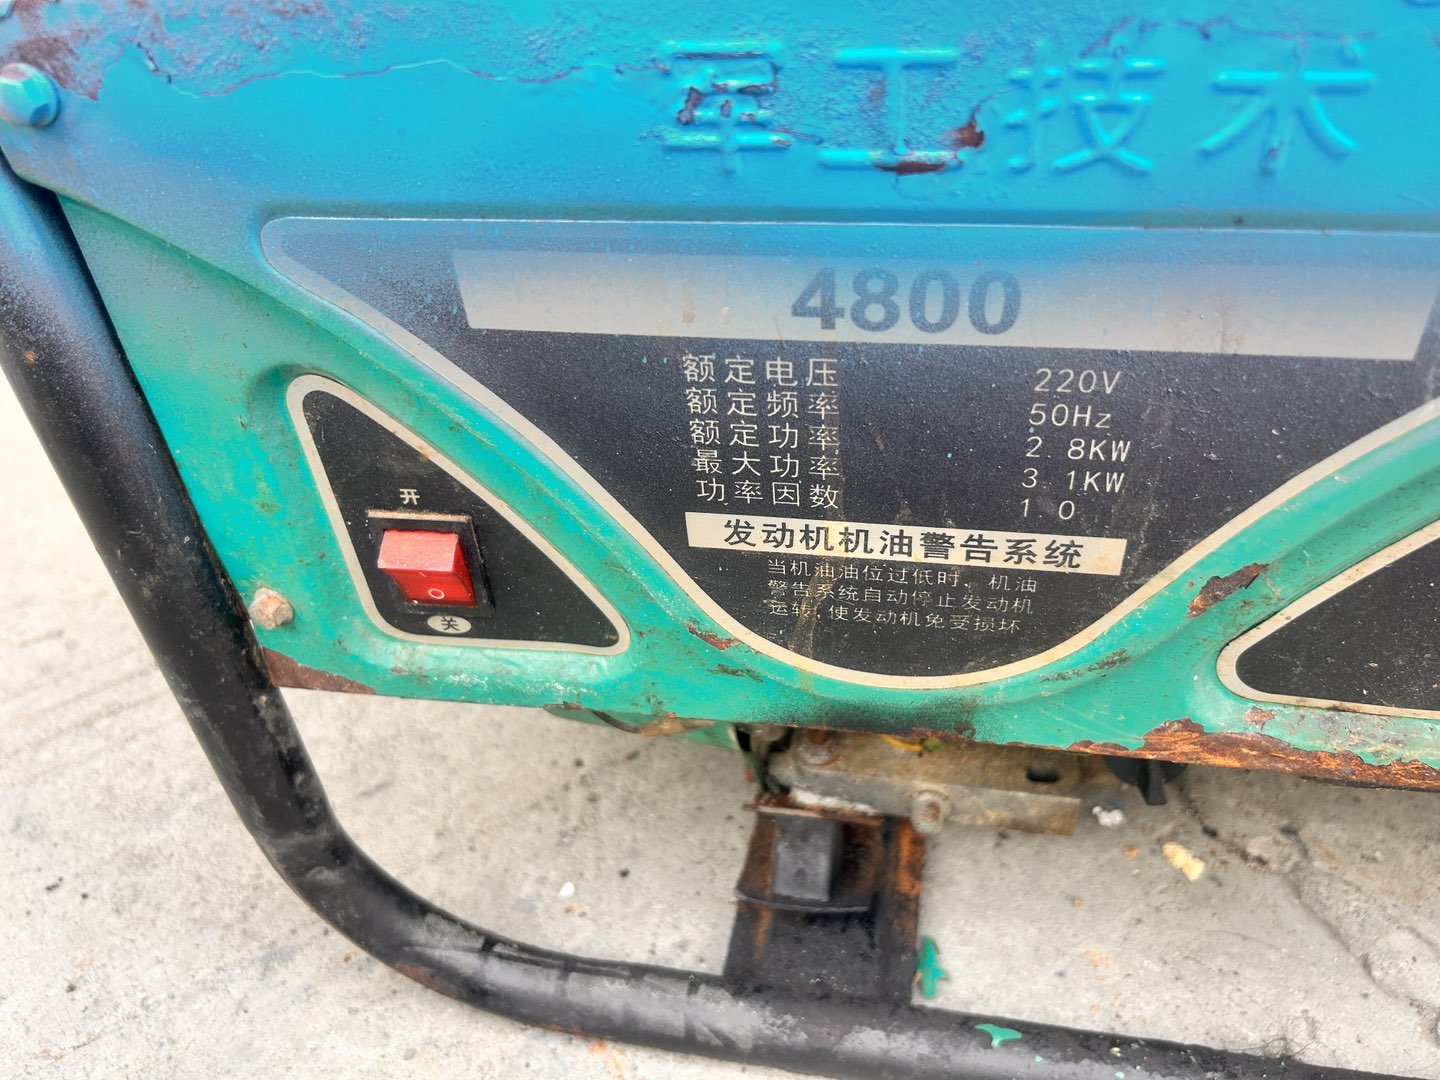 军工技术
4800
额定电压 220V
额定频率 50Hz
额定功率 2.8KW
最大功率 3.1KW
功率因数 1.0
发动机机油警告系统
当机油油位过低时，机油
警告系统自动停止发动机
运转，使发动机免受损坏
开
关